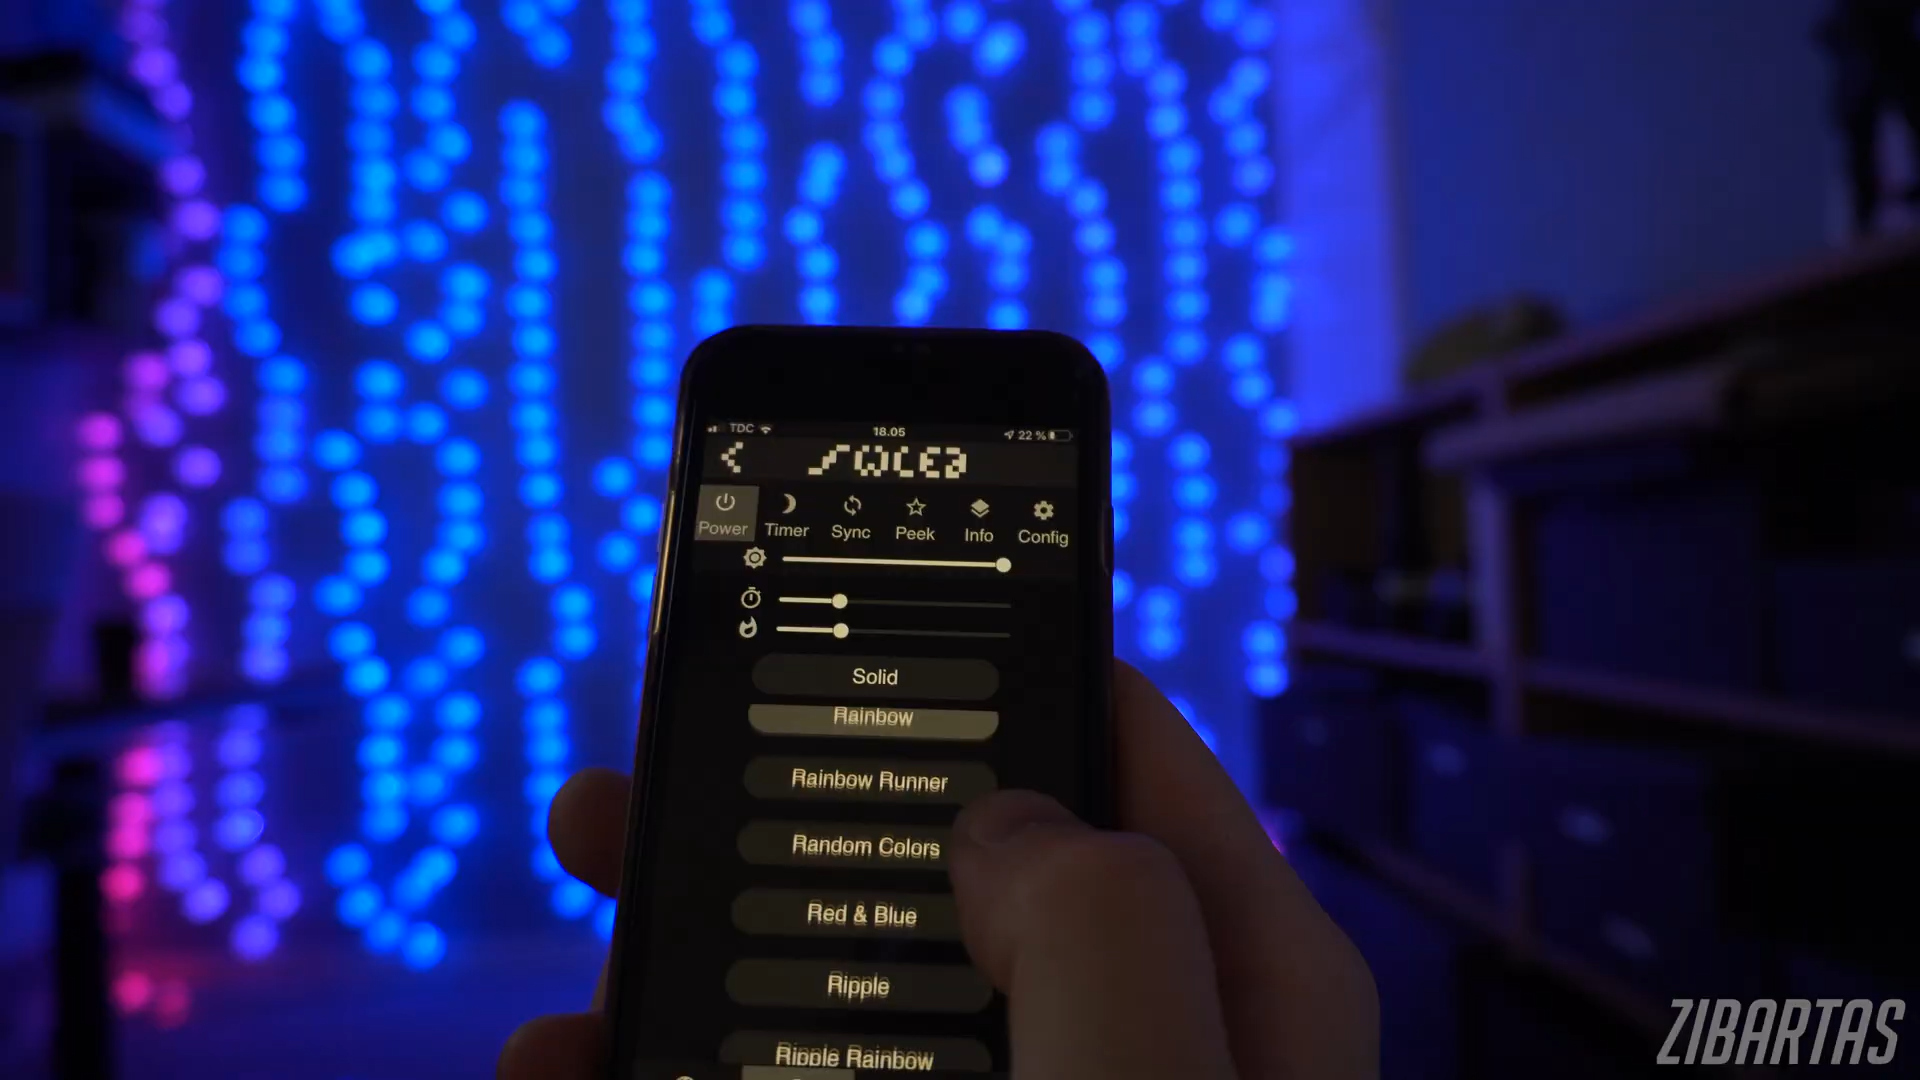 TDC
18.05
22 %
Power
Timer
Sync
Peek
Info
Config
Solid
Rainbow
Rainbow Runner
Random Colors
Red & Blue
Ripple
Ripple Rainbow
ZIBARTAS